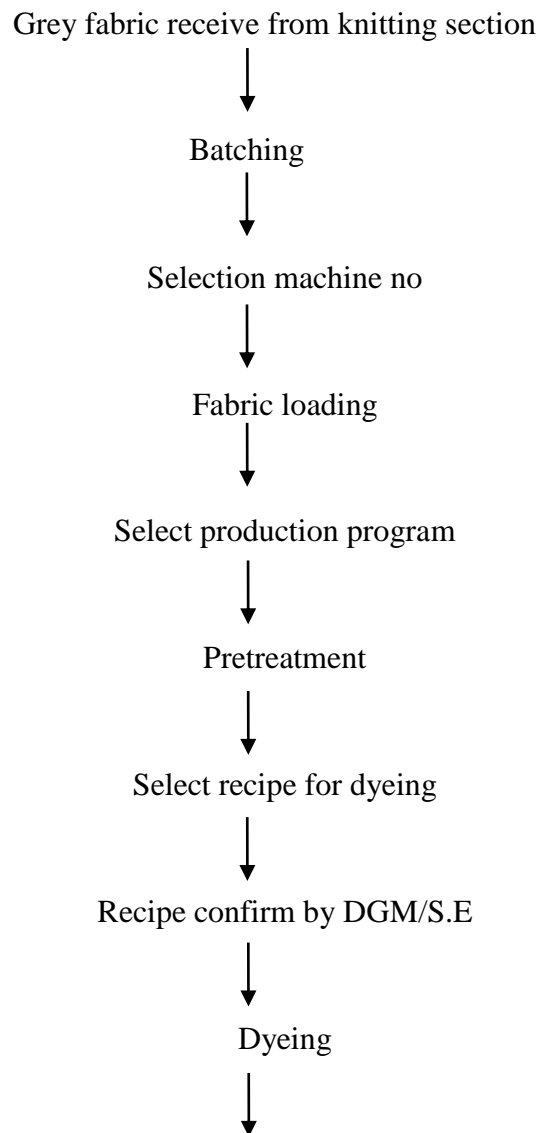 Grey fabric receive from knitting section
Batching
Selection machine no
Fabric loading
Select production program
Pretreatment
Select recipe for dyeing
Recipe confirm by DGM/S.E
Dyeing